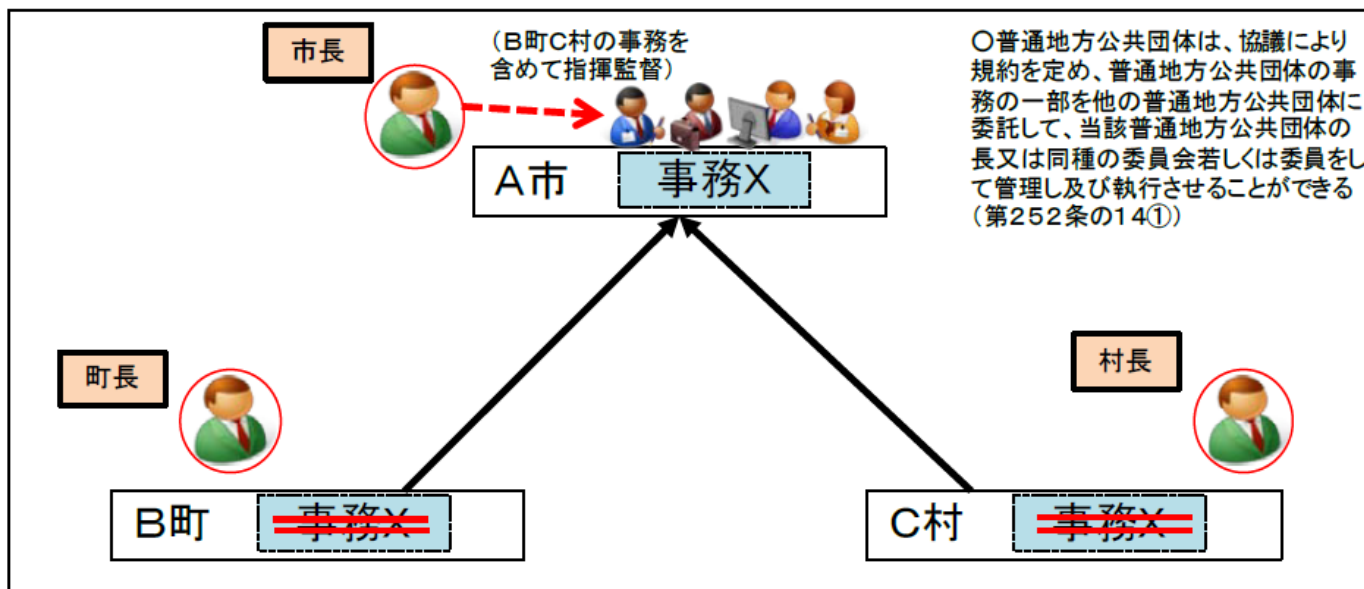 市長
(B町C村の事務を
含めて指揮監督)
○普通地方公共団体は、協議により
規約を定め、普通地方公共団体の事
務の一部を他の普通地方公共団体に
委託して、当該普通地方公共団体の
長又は同種の委員会若しくは委員をし
て管理し及び執行させることができる
(第252条の14①)
A市 事務X
町長
村長
B町 事務X
C村 事務X